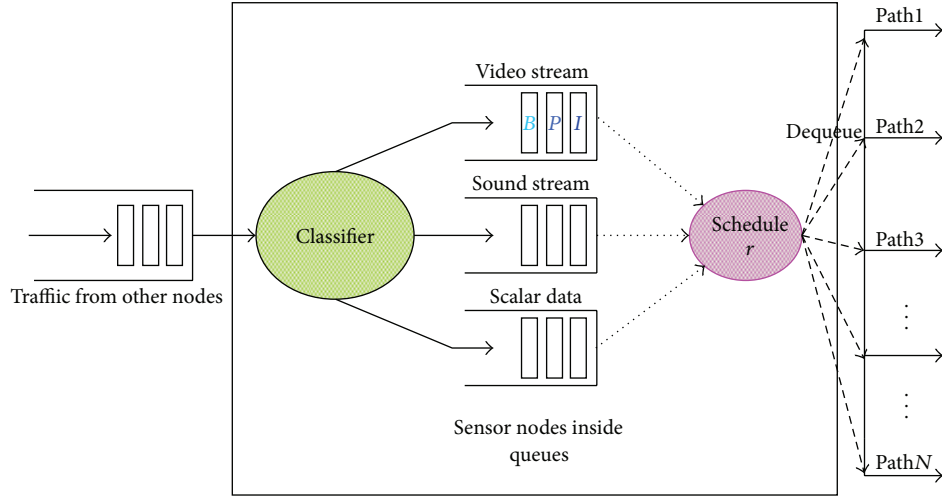 Traffiic from other nodes
Classifier
Video stream
B P I
Sound stream
Scalar data
Sensor nodes inside
queues
Schedule
r
Dequeue
Path1
Path2
Path3
⋮
⋮
PathN